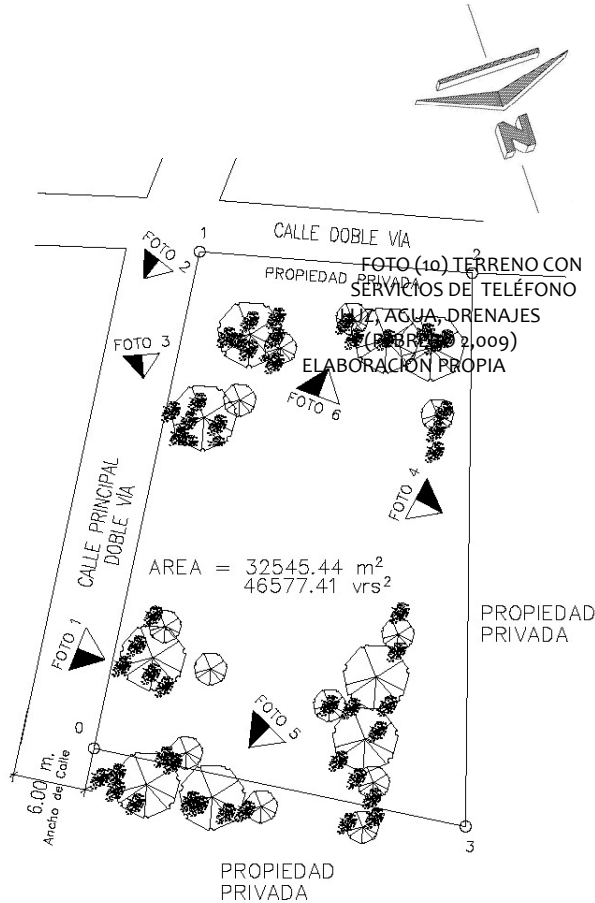 N
CALLE DOBLE VÍA
1
2
FOTO 2
PROPIEDAD PRIVADA
FOTO (10) TERRENO CON
SERVICIOS DE TELÉFONO
LUZ, AGUA, DRENAJES
(FEBRERO 2,009)
ELABORACIÓN PROPIA
FOTO 3
FOTO 6
FOTO 4
CALLE PRINCIPAL
DOBLE VÍA
AREA = 32545.44 m²
46577.41 vrs²
PROPIEDAD
PRIVADA
FOTO 1
FOTO 5
0
6.00 m.
Ancho de Calle
3
PROPIEDAD
PRIVADA